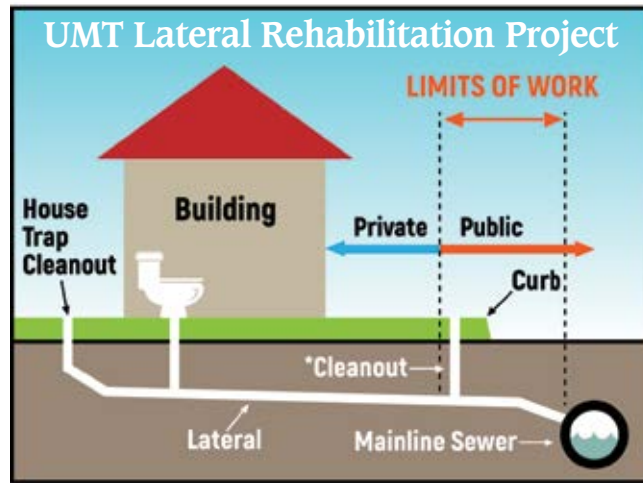 UMT Lateral Rehabilitation Project
LIMITS OF WORK
House
Trap
Cleanout
Building
Private
Public
Curb
*Cleanout
Lateral
Mainline Sewer